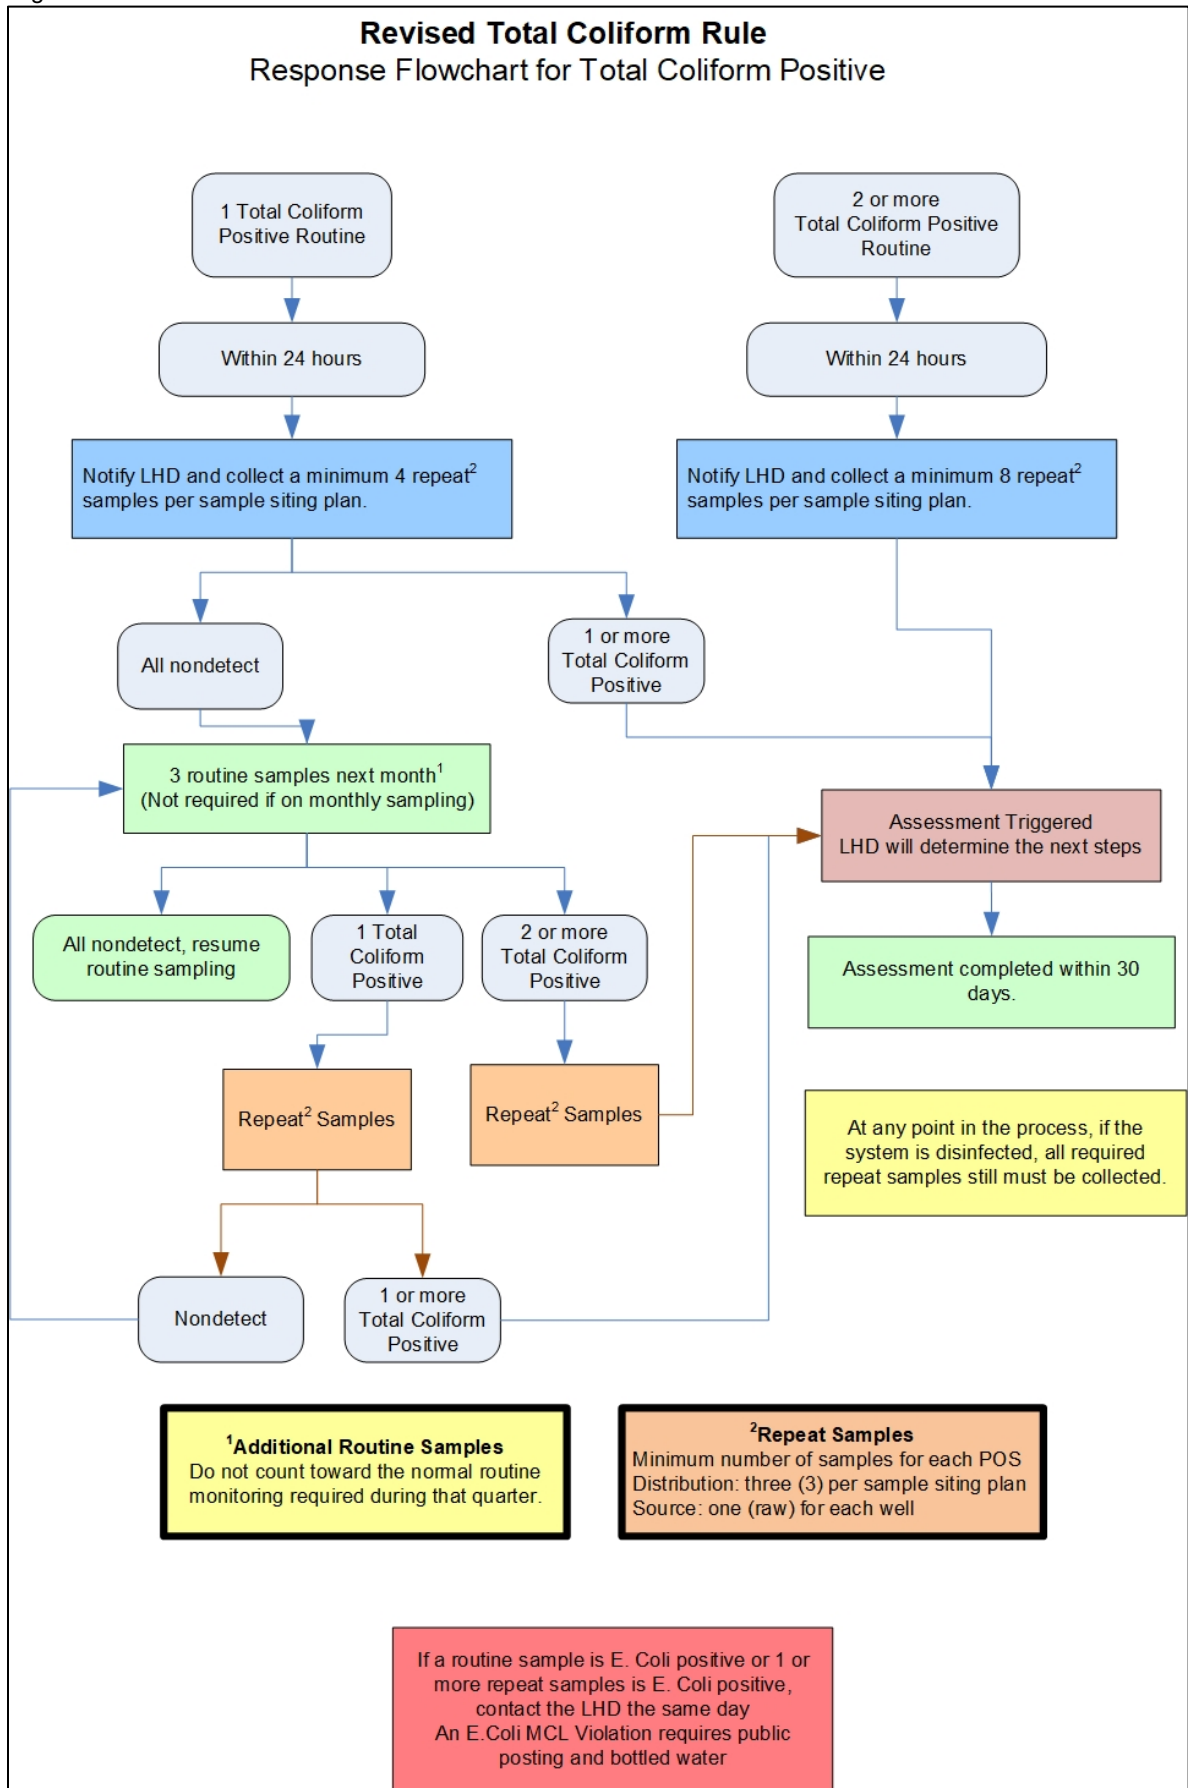 Revised Total Coliform Rule
Response Flowchart for Total Coliform Positive
1 Total Coliform
Positive Routine
2 or more
Total Coliform Positive
Routine
Within 24 hours
Within 24 hours
Notify LHD and collect a minimum 4 repeat²
samples per sample siting plan.
Notify LHD and collect a minimum 8 repeat²
samples per sample siting plan.
All nondetect
1 or more
Total Coliform
Positive
3 routine samples next month¹
(Not required if on monthly sampling)
Assessment Triggered
LHD will determine the next steps
All nondetect, resume
routine sampling
1 Total
Coliform
Positive
2 or more
Total Coliform
Positive
Assessment completed within 30
days.
Repeat² Samples
Repeat² Samples
At any point in the process, if the
system is disinfected, all required
repeat samples still must be collected.
Nondetect
1 or more
Total Coliform
Positive
¹Additional Routine Samples
Do not count toward the normal routine
monitoring required during that quarter.
²Repeat Samples
Minimum number of samples for each POS
Distribution: three (3) per sample siting plan
Source: one (raw) for each well
If a routine sample is E. Coli positive or 1 or
more repeat samples is E. Coli positive,
contact the LHD the same day
An E.Coli MCL Violation requires public
posting and bottled water